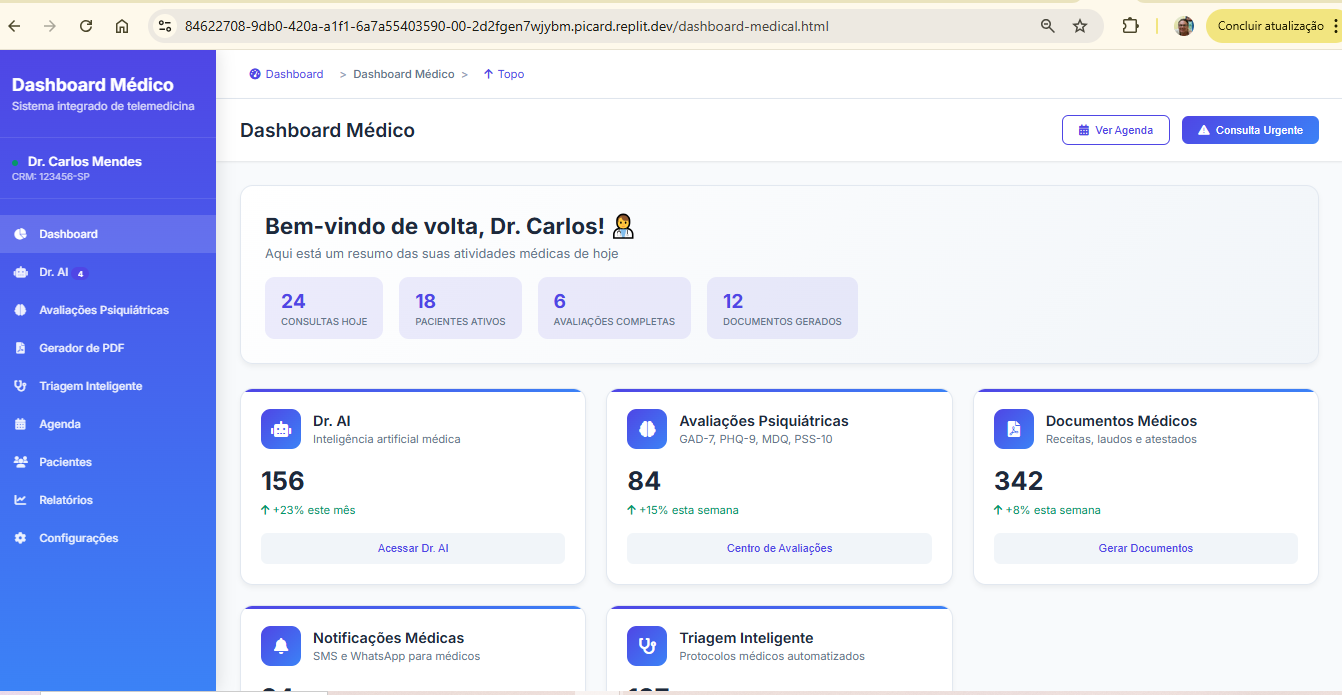 84622708-9db0-420a-a1f1-6a7a55403590-00-2d2fgen7wjybm.picard.replit.dev/dashboard-medical.html
Concluir atualização
Dashboard Médico
Sistema integrado de telemedicina
Dr. Carlos Mendes
CRM: 123456-SP
Dashboard
Dr. AI 4
Avaliações Psiquiátricas
Gerador de PDF
Triagem Inteligente
Agenda
Pacientes
Relatórios
Configurações
Dashboard > Dashboard Médico > Topo
Dashboard Médico
Ver Agenda
Consulta Urgente
Bem-vindo de volta, Dr. Carlos!
Aqui está um resumo das suas atividades médicas de hoje
24
CONSULTAS HOJE
18
PACIENTES ATIVOS
6
AVALIAÇÕES COMPLETAS
12
DOCUMENTOS GERADOS
Dr. AI
Inteligência artificial médica
156
+23% este mês
Acessar Dr. AI
Avaliações Psiquiátricas
GAD-7, PHQ-9, MDQ, PSS-10
84
+15% esta semana
Centro de Avaliações
Documentos Médicos
Receitas, laudos e atestados
342
+8% esta semana
Gerar Documentos
Notificações Médicas
SMS e WhatsApp para médicos
Triagem Inteligente
Protocolos médicos automatizados